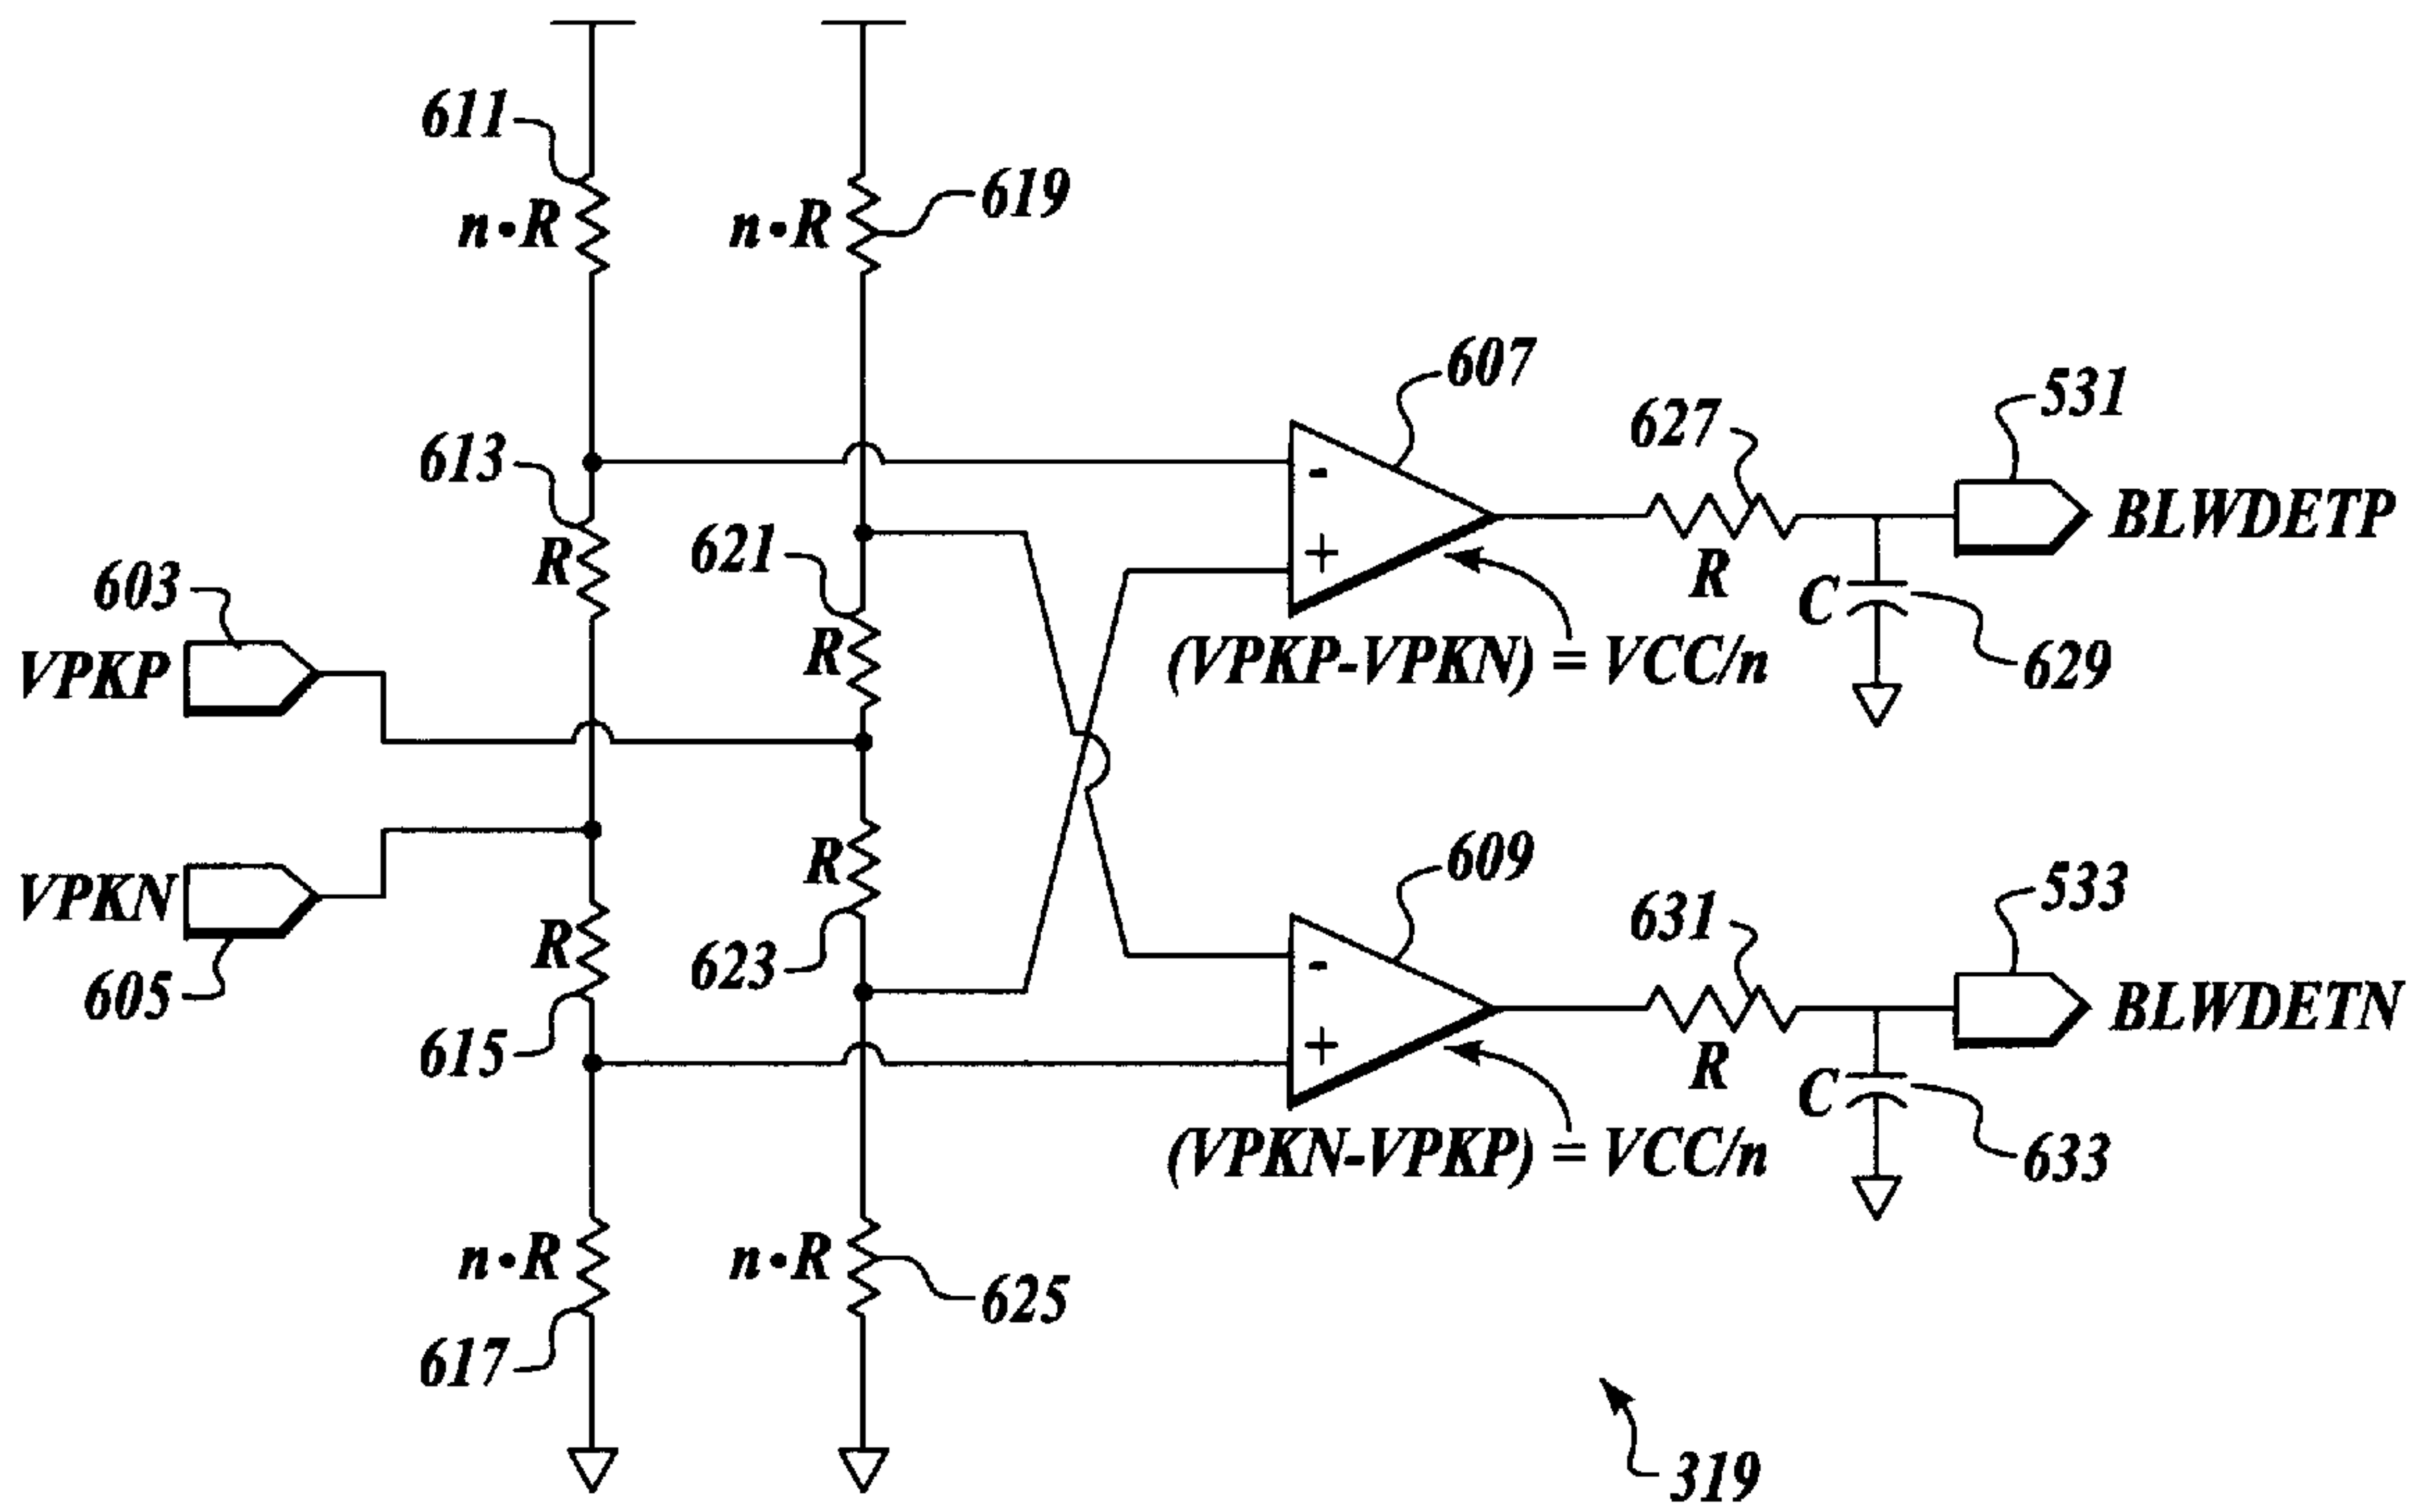 611
619
n•R
n•R
607
531
627
613
621
BLWDETP
-
+
R
603
R
C
VPKP
R
(VPKP-VPKN) = VCC/n
629
609
533
R
VPKN
631
R
623
-
605
BLWDETN
+
615
R
C
(VPKN-VPKP) = VCC/n
633
n•R
n•R
625
617
319